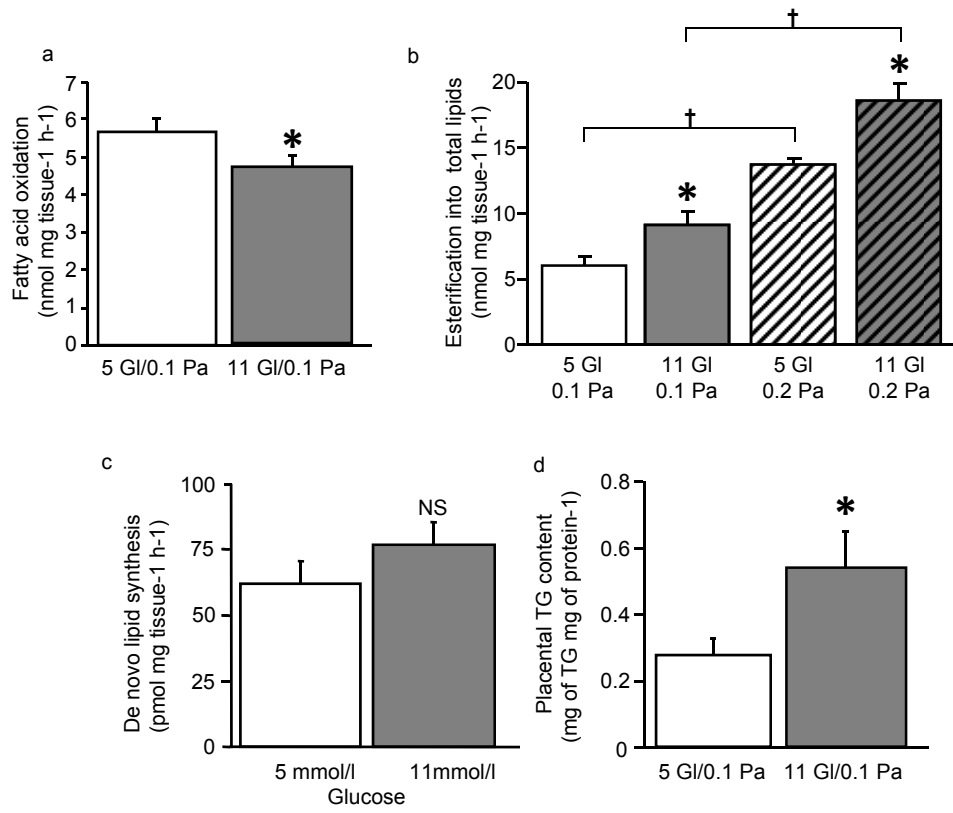 a
Fatty acid oxidation
(nmol mg tissue-1 h-1)
7
6
5
4
3
2
1
0
*
5 Gl/0.1 Pa
11 Gl/0.1 Pa
b
Esterification into total lipids
(nmol mg tissue-1 h-1)
20
15
10
5
0
†
†
*
*
5 Gl
0.1 Pa
11 Gl
0.1 Pa
5 Gl
0.2 Pa
11 Gl
0.2 Pa
c
De novo lipid synthesis
(pmol mg tissue-1 h-1)
100
75
50
25
0
NS
5 mmol/l
11mmol/l
Glucose
d
Placental TG content
(mg of TG mg of protein-1)
0.8
0.6
0.4
0.2
0
*
5 Gl/0.1 Pa
11 Gl/0.1 Pa